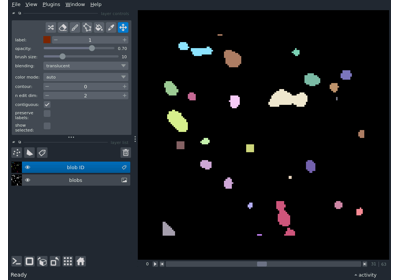 File View Plugins Window Help
label: 1
opacity: 0.70
brush size: 10
blending: translucent
color mode: auto
contour: 0
n edit dim: 2
contiguous:
preserve labels:
show selected:
blob ID
blobs
0
Ready
activity